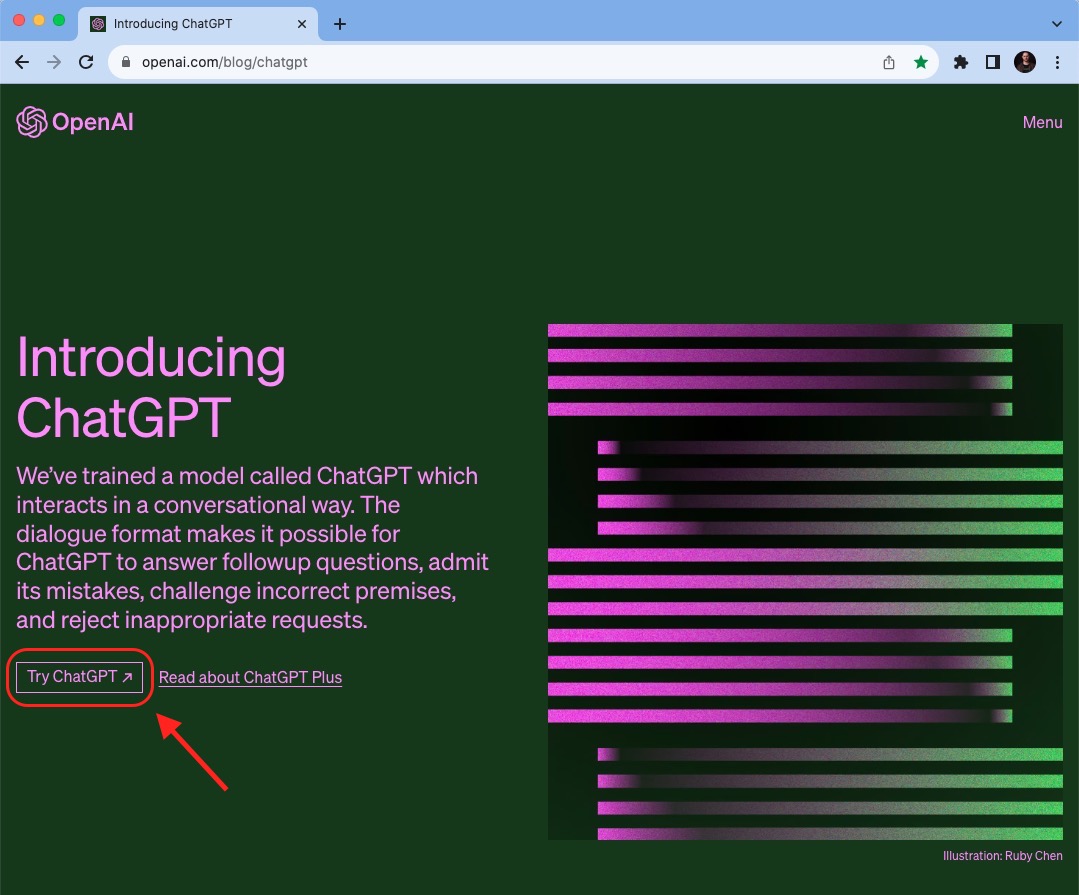 Introducing ChatGPT
openai.com/blog/chatgpt
OpenAI
Menu
Introducing
ChatGPT
We’ve trained a model called ChatGPT which
interacts in a conversational way. The
dialogue format makes it possible for
ChatGPT to answer followup questions, admit
its mistakes, challenge incorrect premises,
and reject inappropriate requests.
Try ChatGPT ↗
Read about ChatGPT Plus
Illustration: Ruby Chen